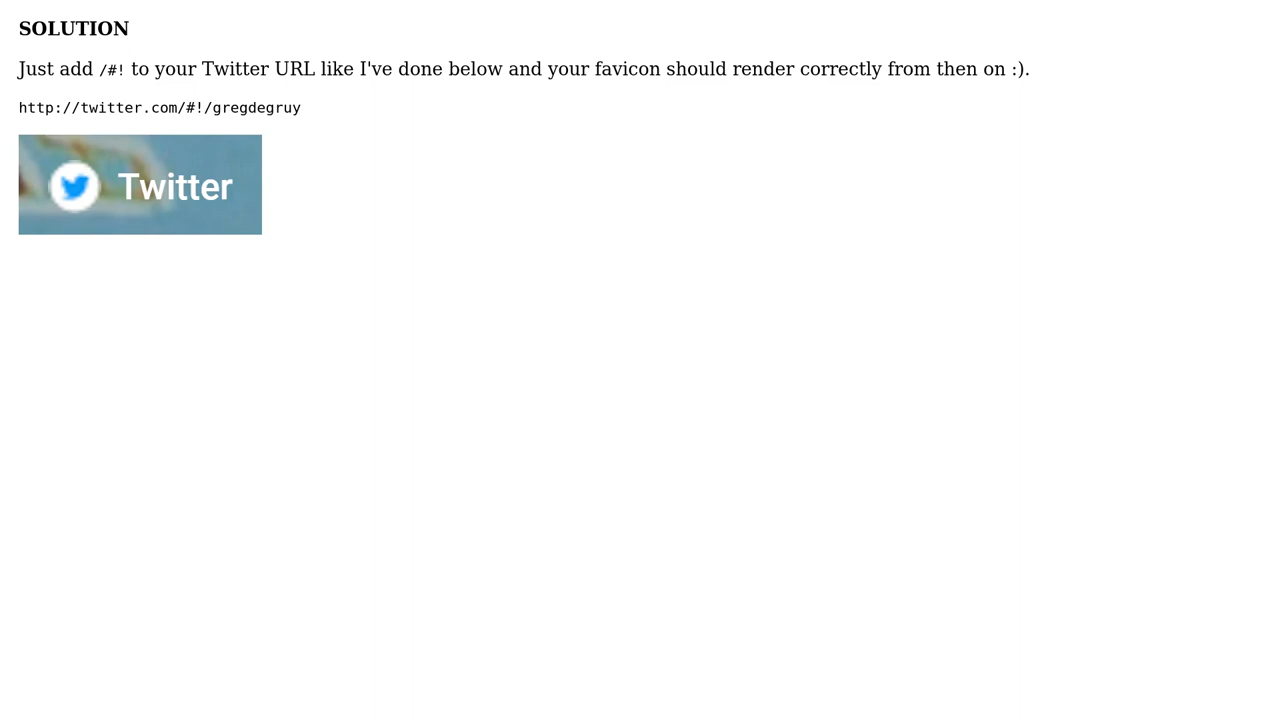 SOLUTION
Just add /#! to your Twitter URL like I've done below and your favicon should render correctly from then on :).
http://twitter.com/#!/gregdegruy
Twitter